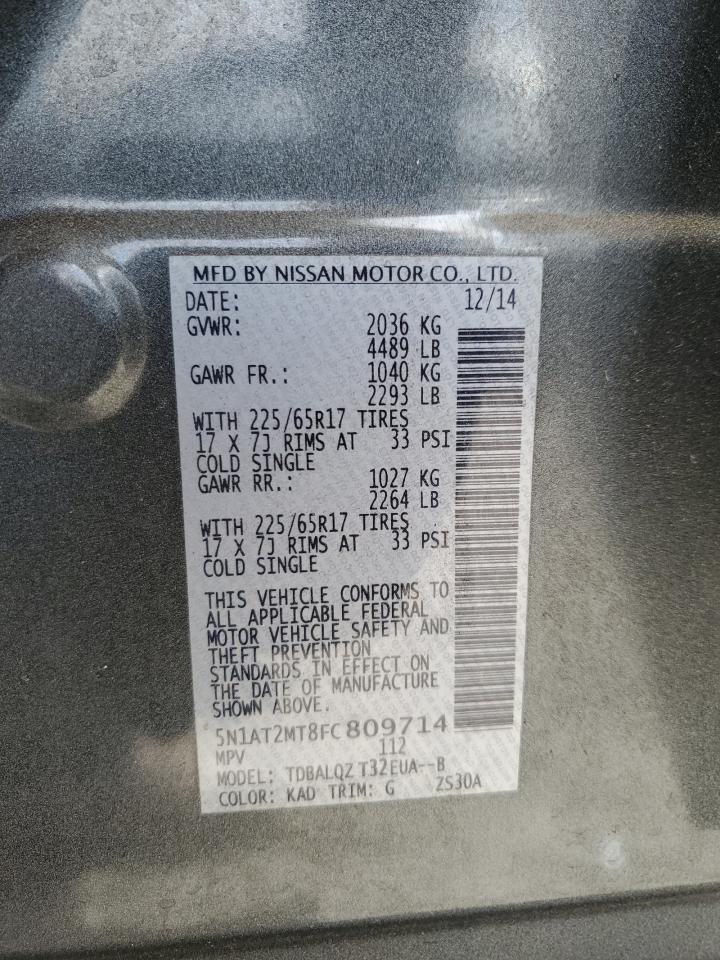 MFD BY NISSAN MOTOR CO., LTD.
DATE: 12/14
GVWR: 2036 KG
4489 LB
GAWR FR.: 1040 KG
2293 LB
WITH 225/65R17 TIRES
17 X 7J RIMS AT 33 PSI
COLD SINGLE
GAWR RR.: 1027 KG
2264 LB
WITH 225/65R17 TIRES
17 X 7J RIMS AT 33 PSI
COLD SINGLE
THIS VEHICLE CONFORMS TO
ALL APPLICABLE FEDERAL
MOTOR VEHICLE SAFETY AND
THEFT PREVENTION
STANDARDS IN EFFECT ON
THE DATE OF MANUFACTURE
SHOWN ABOVE.
5N1AT2MT8FC809714
MPV 112
MODEL: TDBALQZ T32EUA--B
COLOR: KAD TRIM: G ZS30A